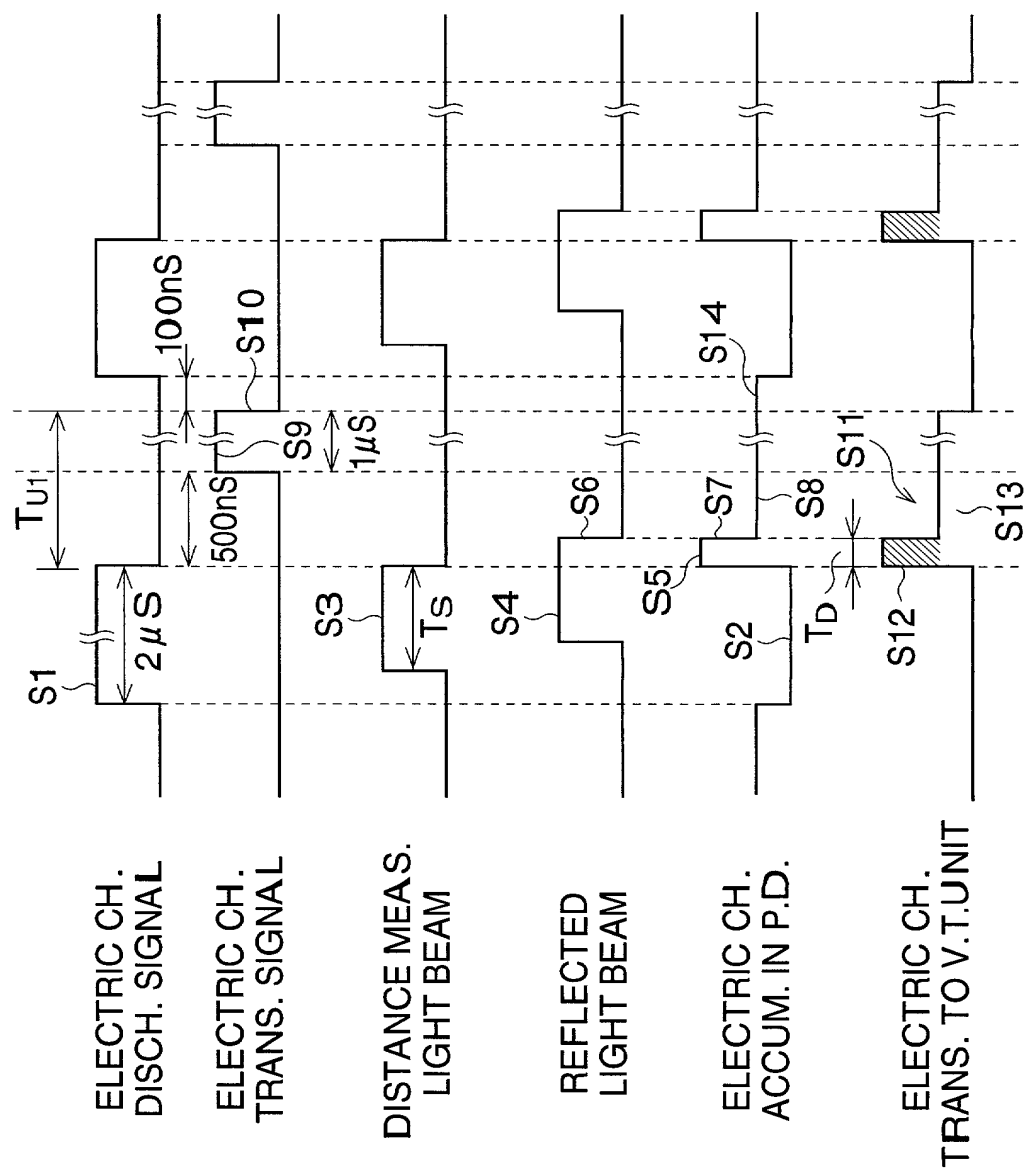 ELECTRIC CH.
DISCH. SIGNAL
S1
2μS
TU1
500nS
100nS
ELECTRIC CH.
TRANS. SIGNAL
S9
S10
1μS
DISTANCE MEAS.
LIGHT BEAM
S3
TS
REFLECTED
LIGHT BEAM
S4
S6
ELECTRIC CH.
ACCUM. IN P.D.
S2
S5
S7
S8
S14
ELECTRIC CH.
TRANS. TO V.T.UNIT
TD
S12
S11
S13